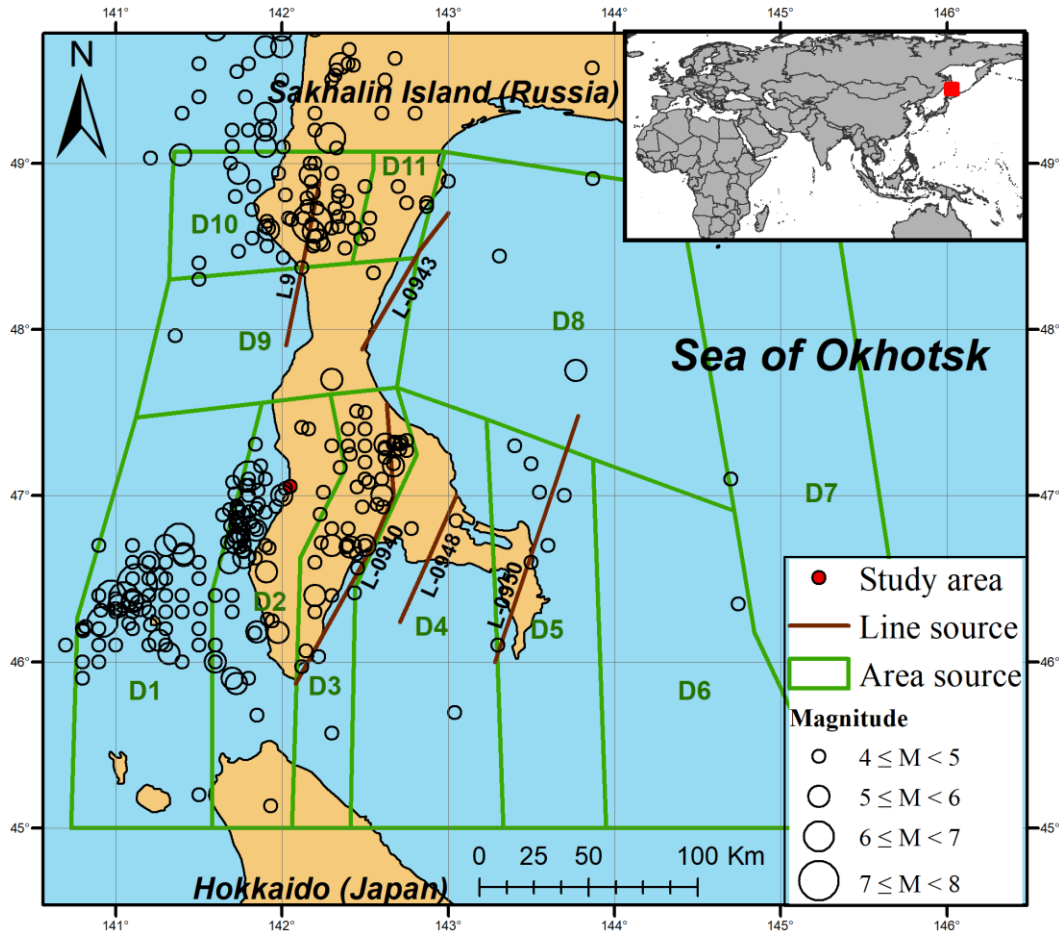 141° 142° 143° 144° 145° 146°
N
Sakhalin Island (Russia)
49° 49°
D11
D10
L9
L-0943
48° 48°
D9
D8
Sea of Okhotsk
47° 47°
D7
L-0940
L-0948
L-0950
D2
D4
D5
46° 46°
D3
D1
D6
45° 45°
Study area
Line source
Area source
Magnitude
4 ≤ M < 5
5 ≤ M < 6
6 ≤ M < 7
7 ≤ M < 8
0 25 50 100 Km
Hokkaido (Japan)
141° 142° 143° 144° 145° 146°